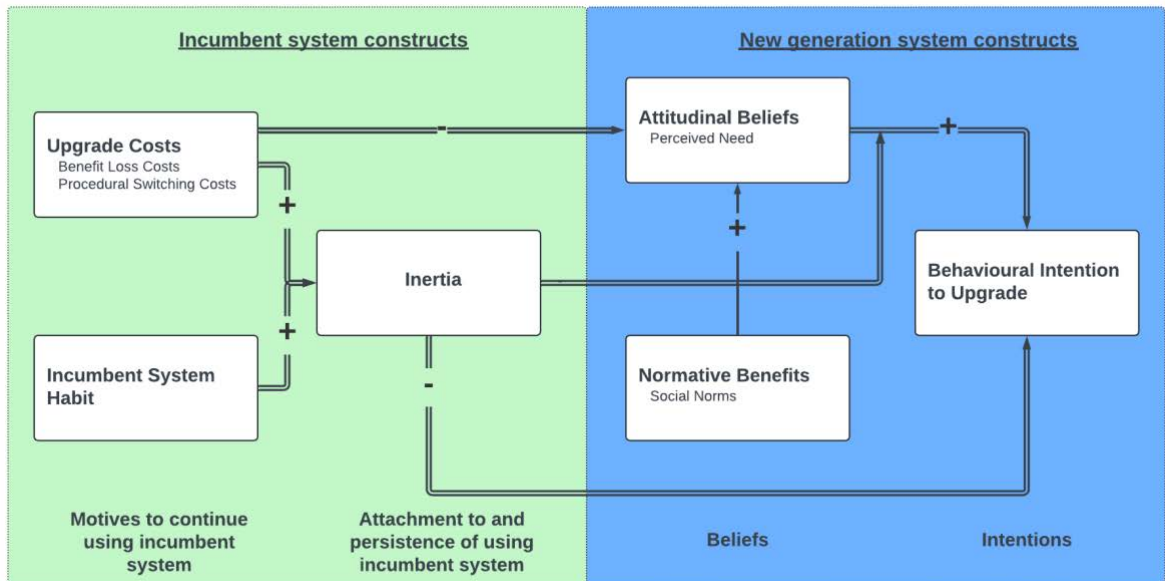 Incumbent system constructs
New generation system constructs
Upgrade Costs
Benefit Loss Costs
Procedural Switching Costs
-
Attitudinal Beliefs
Perceived Need
+
+
+
Inertia
Behavioural Intention
to Upgrade
+
Incumbent System
Habit
-
Normative Benefits
Social Norms
Motives to continue
using incumbent
system
Attachment to and
persistence of using
incumbent system
Beliefs
Intentions